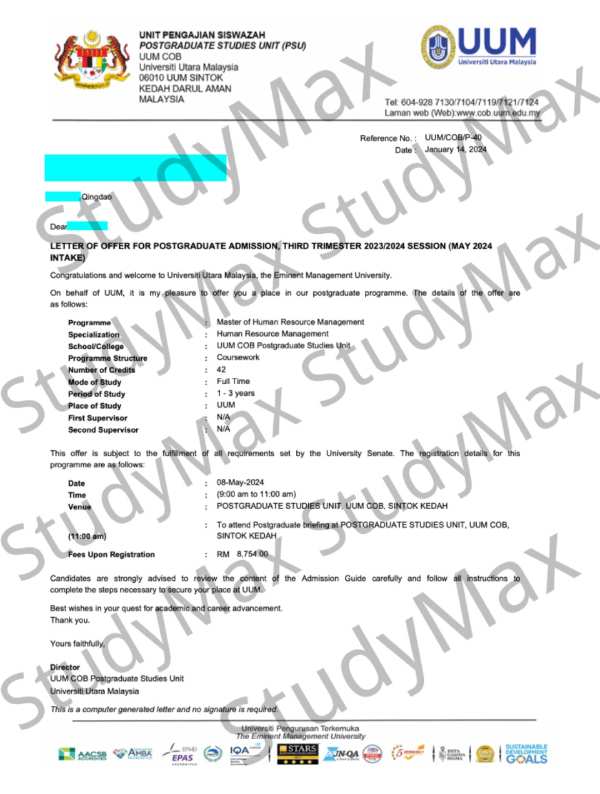 UNIT PENGAJIAN SISWAZAH
POSTGRADUATE STUDIES UNIT (PSU)
UUM COB
Universiti Utara Malaysia
06010 UUM SINTOK
KEDAH DARUL AMAN
MALAYSIA
UUM
Universiti Utara Malaysia
Tel: 604-928 7130/7104/7119/7121/7124
Laman web (Web):www.cob.uum.edu.my
Reference No. : UUM/COB/P-40
Date : January 14, 2024
,Qingdao
Dear
LETTER OF OFFER FOR POSTGRADUATE ADMISSION, THIRD TRIMESTER 2023/2024 SESSION (MAY 2024
INTAKE)
Congratulations and welcome to Universiti Utara Malaysia, the Eminent Management University.
On behalf of UUM, it is my pleasure to offer you a place in our postgraduate programme. The details of the offer are
as follows:
Programme : Master of Human Resource Management
Specialization : Human Resource Management
School/College : UUM COB Postgraduate Studies Unit
Programme Structure : Coursework
Number of Credits : 42
Mode of Study : Full Time
Period of Study : 1 - 3 years
Place of Study : UUM
First Supervisor : N/A
Second Supervisor : N/A
This offer is subject to the fulfillment of all requirements set by the University Senate. The registration details for this
programme are as follows:
Date : 08-May-2024
Time : (9:00 am to 11:00 am)
Venue : POSTGRADUATE STUDIES UNIT, UUM COB, SINTOK KEDAH
: To attend Postgraduate briefing at POSTGRADUATE STUDIES UNIT, UUM COB,
(11:00 am) SINTOK KEDAH
Fees Upon Registration : RM 8,754.00
Candidates are strongly advised to review the content of the Admission Guide carefully and follow all instructions to
complete the steps necessary to secure your place at UUM.
Best wishes in your quest for academic and career advancement.
Thank you.
Yours faithfully,
Director
UUM COB Postgraduate Studies Unit
Universiti Utara Malaysia
This is a computer generated letter and no signature is required.
Universiti Pengurusan Terkemuka
The Eminent Management University
AACSB
AMBA
EFMD
EPAS
IQA
STARS
SUSTAINABLE
DEVELOPMENT
GOALS
StudyMax
StudyMax
StudyMax
StudyMax
StudyMax
StudyMax
StudyMax
StudyMax